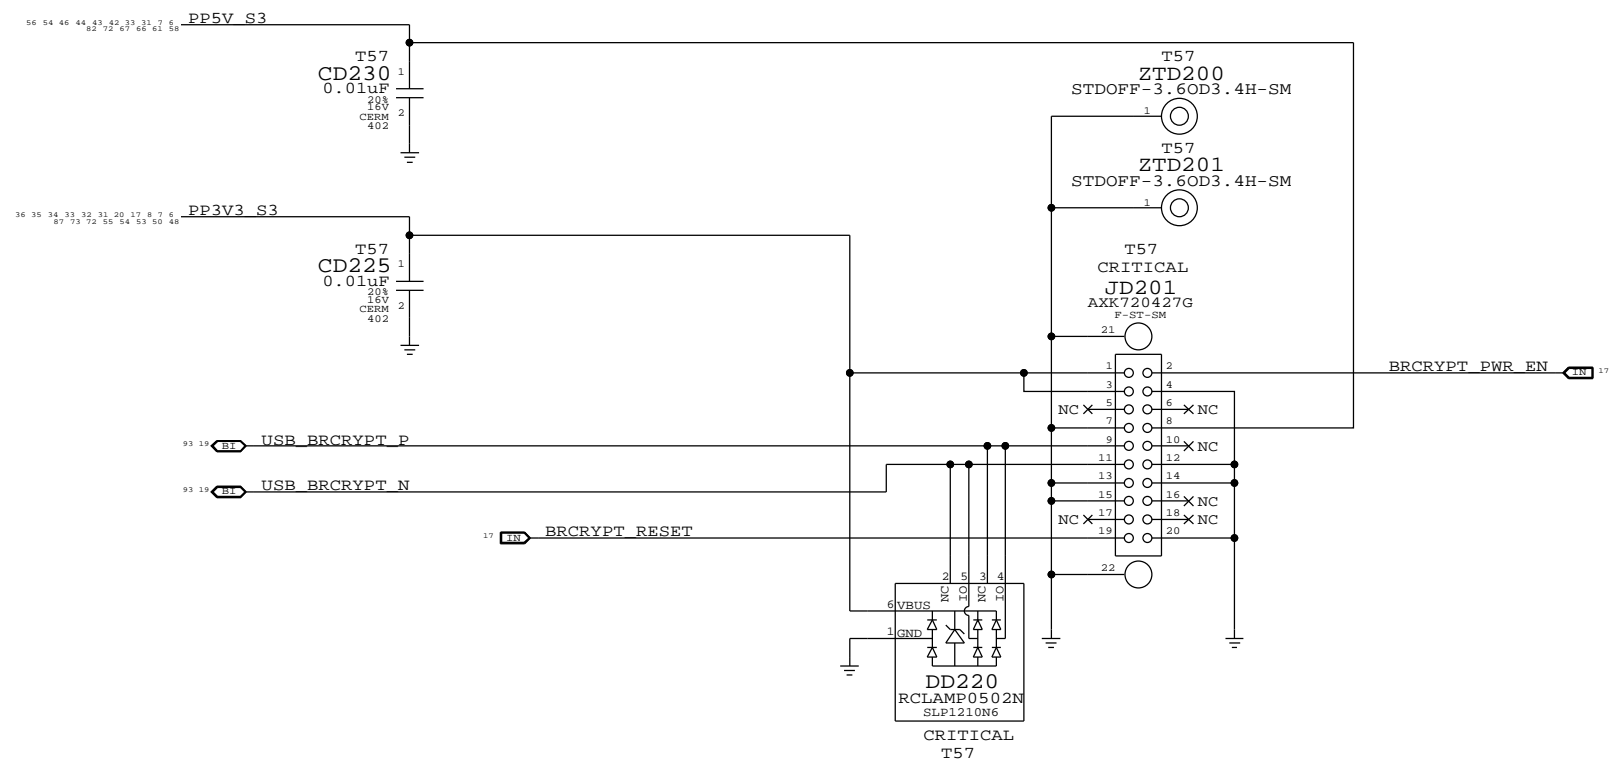 PP5V_S3
56 54 46 44 43 42 33 31 7 6
82 72 67 66 61 58
T57
CD230
0.01uF
20%
16V
CERM
402
1
2
T57
ZTD200
STDOFF-3.6OD3.4H-SM
1
T57
ZTD201
STDOFF-3.6OD3.4H-SM
1
PP3V3_S3
36 35 34 33 32 31 20 17 8 7 6
87 73 72 55 54 53 50 48
T57
CD225
0.01uF
20%
16V
CERM
402
1
2
T57
CRITICAL
JD201
AXK720427G
F-ST-SM
21
1 2
BRCRYPT_PWR_EN
IN 17
3 4
NC 5 6 NC
7 8
93 19 BI USB_BRCRYPT_P
9 10 NC
11 12
93 19 BI USB_BRCRYPT_N
13 14
15 16 NC
NC 17 18 NC
17 IN BRCRYPT_RESET
19 20
22
2 5 3 4
NC IO NC IO
6 VBUS
1 GND
DD220
RCLAMP0502N
SLP1210N6
CRITICAL
T57